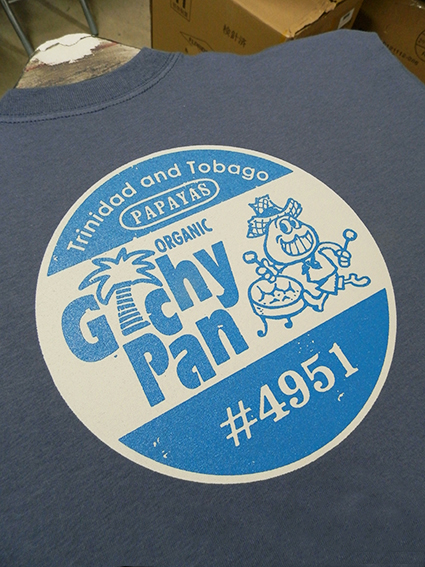 Trinidad and Tobago
PAPAYAS
ORGANIC
Gichy
Pan
#4951